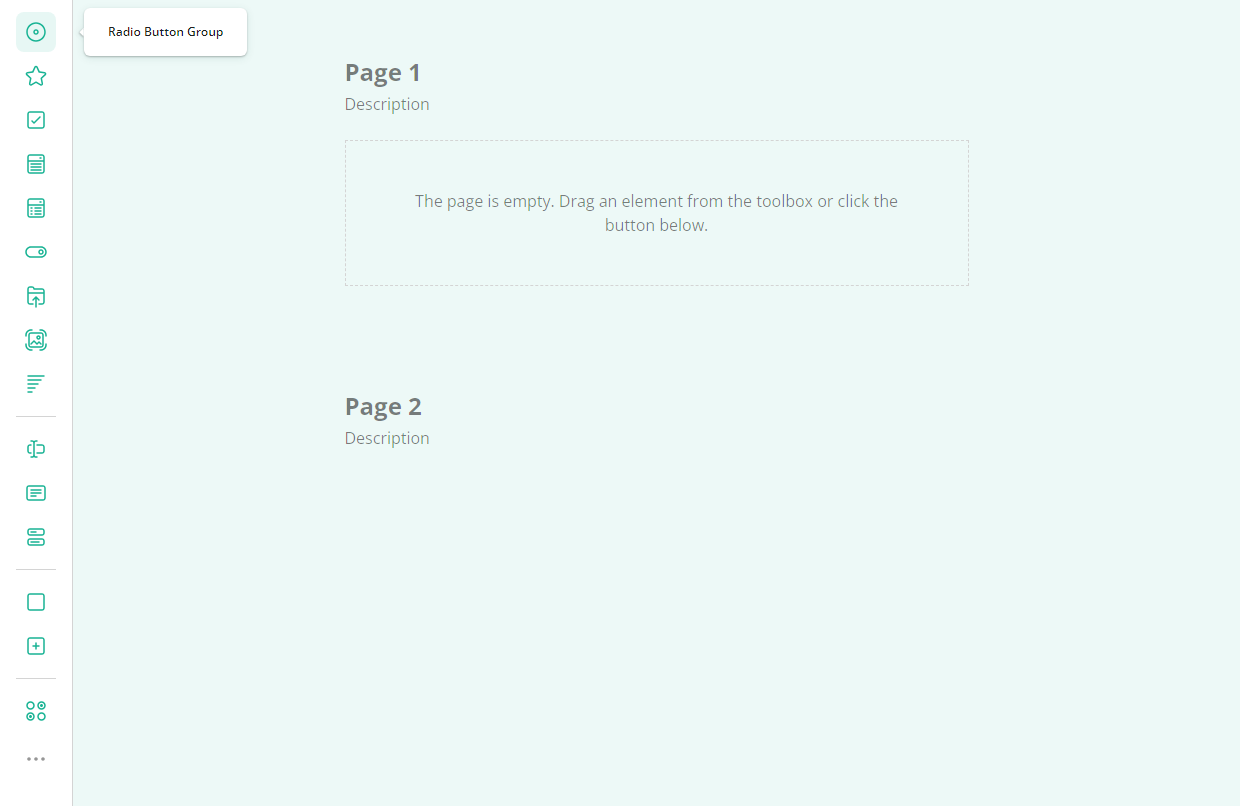 Radio Button Group
Page 1
Description
The page is empty. Drag an element from the toolbox or click the
button below.
Page 2
Description